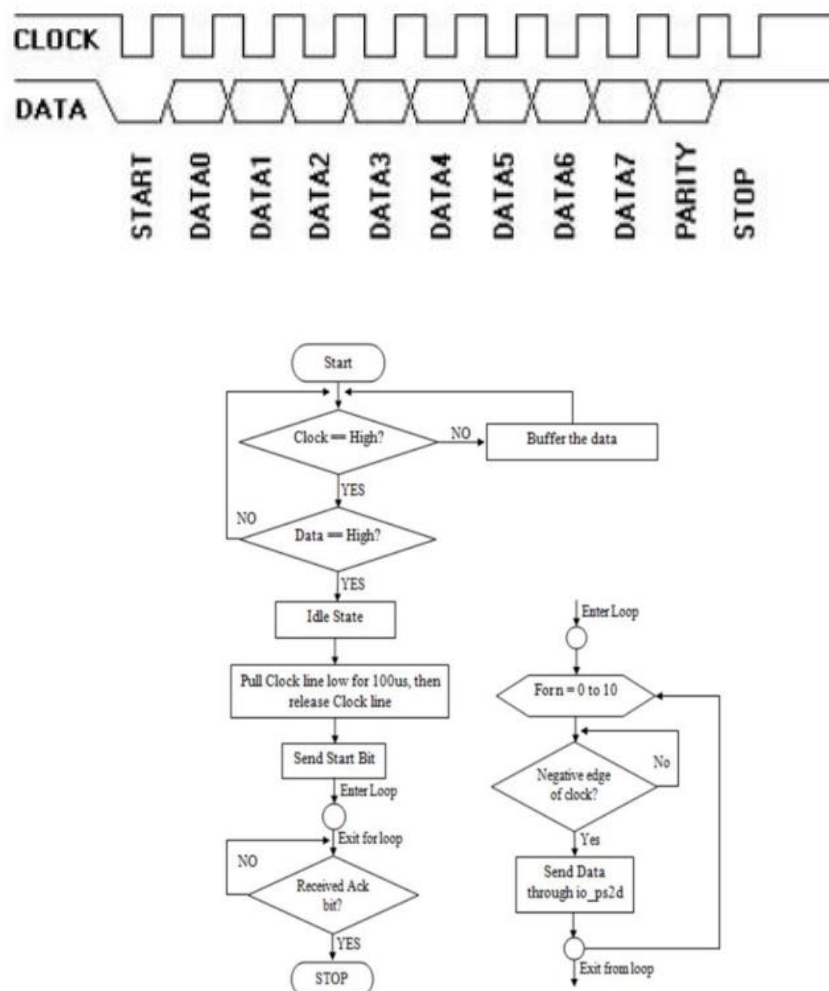 CLOCK
DATA
START
DATA0
DATA1
DATA2
DATA3
DATA4
DATA5
DATA6
DATA7
PARITY
STOP
Start
Clock == High?
NO
Buffer the data
YES
NO
Data == High?
YES
Idle State
Pull Clock line low for 100us, then
release Clock line
Send Start Bit
Enter Loop
Exit for loop
NO
Received Ack
bit?
YES
STOP
Enter Loop
For n = 0 to 10
No
Negative edge
of clock?
Yes
Send Data
through io_ps2d
Exit from loop